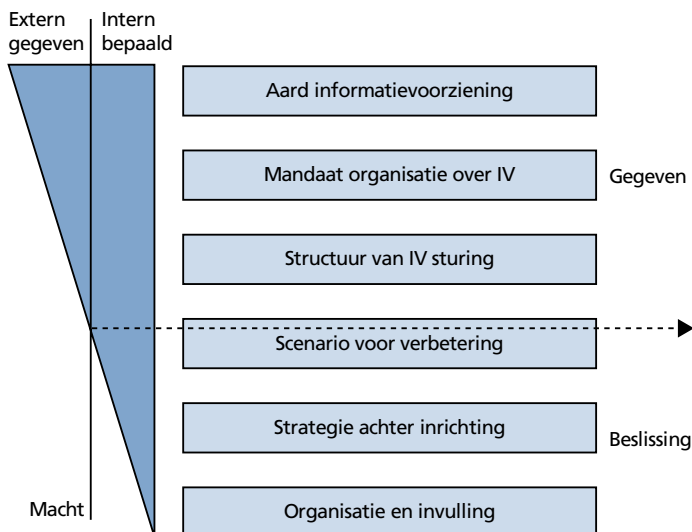 Extern
gegeven
Intern
bepaald
Aard informatievoorziening
Mandaat organisatie over IV
Gegeven
Structuur van IV sturing
Scenario voor verbetering
Strategie achter inrichting
Beslissing
Macht
Organisatie en invulling